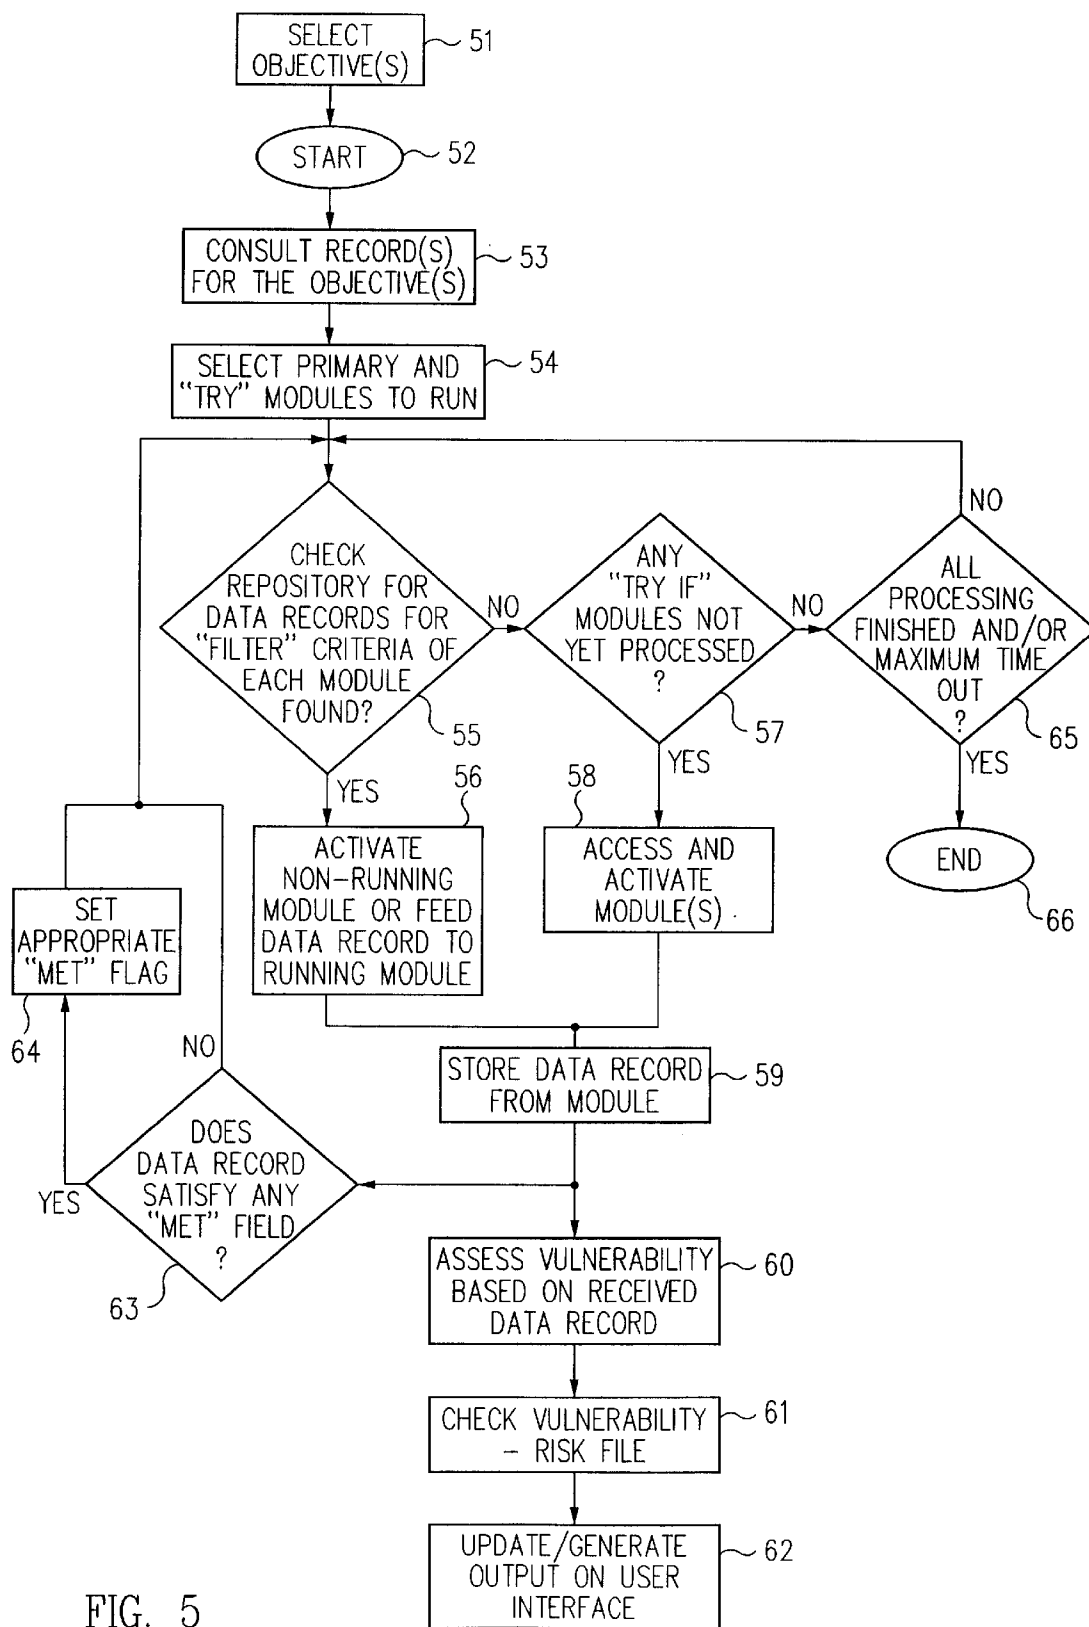 SELECT
OBJECTIVE(S)
51
START
52
CONSULT RECORD(S)
FOR THE OBJECTIVE(S)
53
SELECT PRIMARY AND
"TRY" MODULES TO RUN
54
CHECK
REPOSITORY FOR
DATA RECORDS FOR
"FILTER" CRITERIA OF
EACH MODULE
FOUND?
55
NO
YES
ANY
"TRY IF"
MODULES NOT
YET PROCESSED
?
57
NO
YES
ALL
PROCESSING
FINISHED AND/OR
MAXIMUM TIME
OUT
?
65
NO
YES
END
66
ACTIVATE
NON-RUNNING
MODULE OR FEED
DATA RECORD TO
RUNNING MODULE
56
ACCESS AND
ACTIVATE
MODULE(S)
58
SET
APPROPRIATE
"MET" FLAG
64
STORE DATA RECORD
FROM MODULE
59
DOES
DATA RECORD
SATISFY ANY
"MET" FIELD
?
63
NO
YES
ASSESS VULNERABILITY
BASED ON RECEIVED
DATA RECORD
60
CHECK VULNERABILITY
- RISK FILE
61
UPDATE/GENERATE
OUTPUT ON USER
INTERFACE
62
FIG. 5